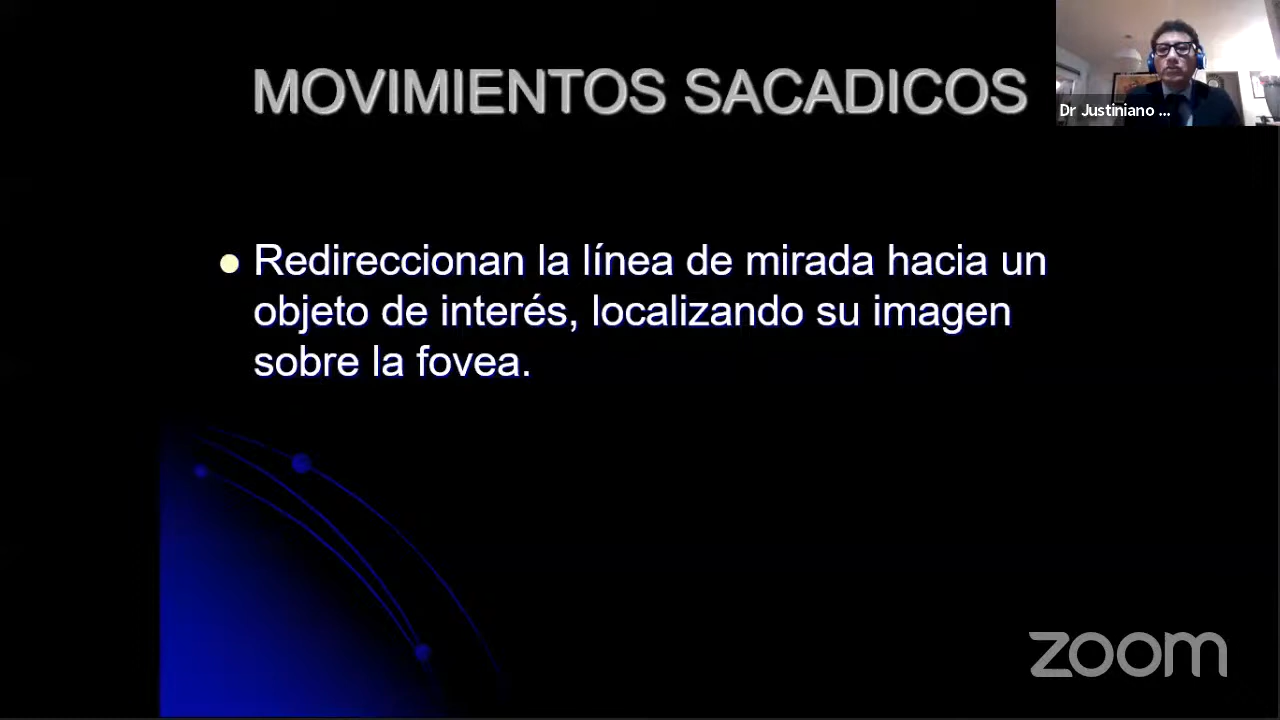 MOVIMIENTOS SACADICOS
Dr Justiniano ...
Redireccionan la línea de mirada hacia un
objeto de interés, localizando su imagen
sobre la fovea.
zoom